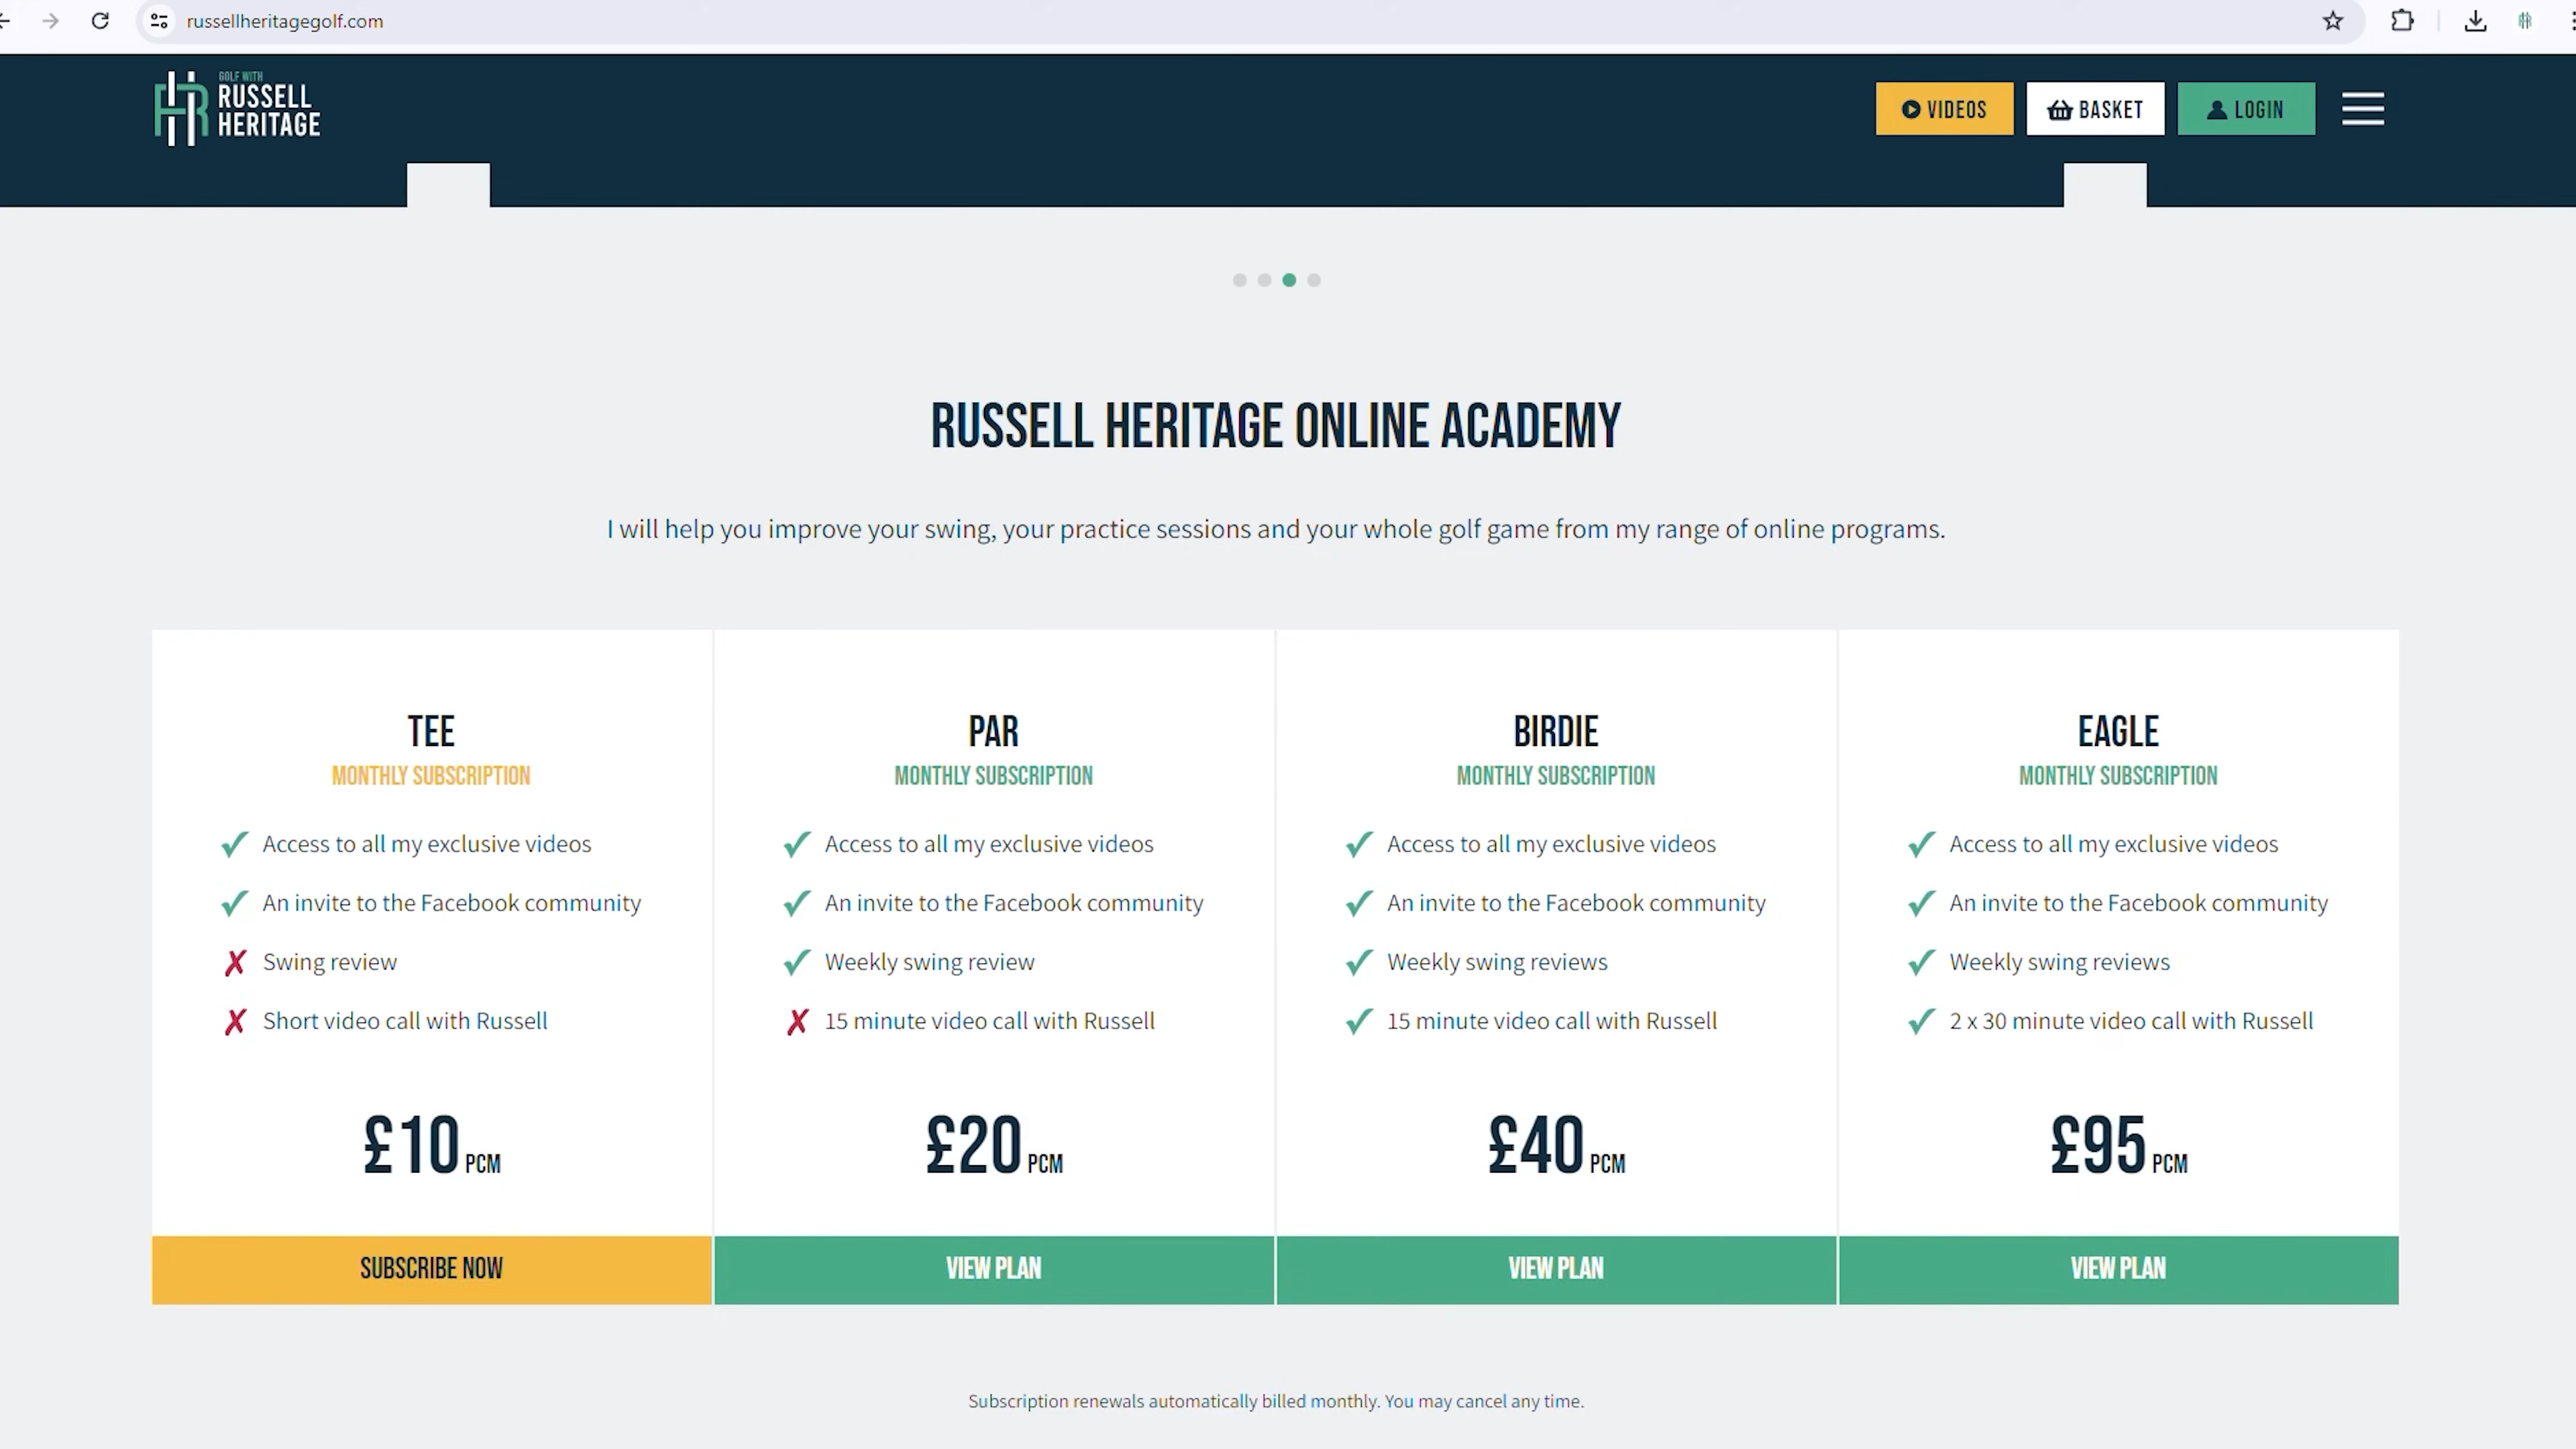 russellheritagegolf.com
GOLF WITH
RUSSELL
HERITAGE
VIDEOS
BASKET
LOGIN
RUSSELL HERITAGE ONLINE ACADEMY
I will help you improve your swing, your practice sessions and your whole golf game from my range of online programs.
TEE
MONTHLY SUBSCRIPTION
Access to all my exclusive videos
An invite to the Facebook community
Swing review
Short video call with Russell
£10 PCM
SUBSCRIBE NOW
PAR
MONTHLY SUBSCRIPTION
Access to all my exclusive videos
An invite to the Facebook community
Weekly swing review
15 minute video call with Russell
£20 PCM
VIEW PLAN
BIRDIE
MONTHLY SUBSCRIPTION
Access to all my exclusive videos
An invite to the Facebook community
Weekly swing reviews
15 minute video call with Russell
£40 PCM
VIEW PLAN
EAGLE
MONTHLY SUBSCRIPTION
Access to all my exclusive videos
An invite to the Facebook community
Weekly swing reviews
2 x 30 minute video call with Russell
£95 PCM
VIEW PLAN
Subscription renewals automatically billed monthly. You may cancel any time.